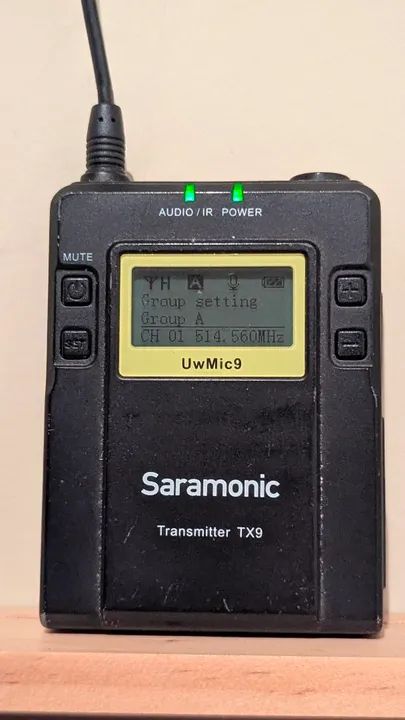 AUDIO / IR POWER
MUTE
H A
Group setting
Group A
CH 01 514.560MHz
SET
UwMic9
Saramonic
Transmitter TX9